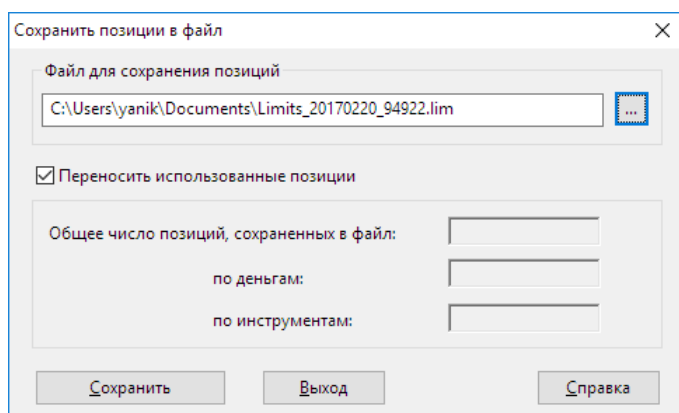 Сохранить позиции в файл
Файл для сохранения позиций
C:\Users\yanik\Documents\Limits_20170220_94922.lim
...
Переносить использованные позиции
Общее число позиций, сохраненных в файл:
по деньгам:
по инструментам:
Сохранить Выход Справка